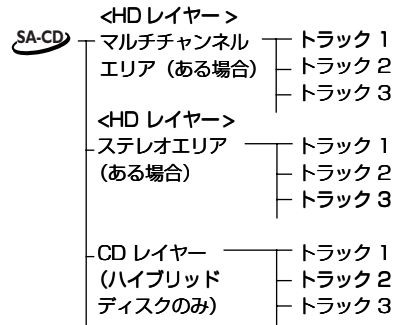 <HD レイヤー >
SA-CD マルチチャンネル トラック 1
エリア（ある場合） トラック 2
トラック 3
<HD レイヤー>
ステレオエリア トラック 1
（ある場合） トラック 2
トラック 3
CD レイヤー トラック 1
（ハイブリッド トラック 2
ディスクのみ） トラック 3